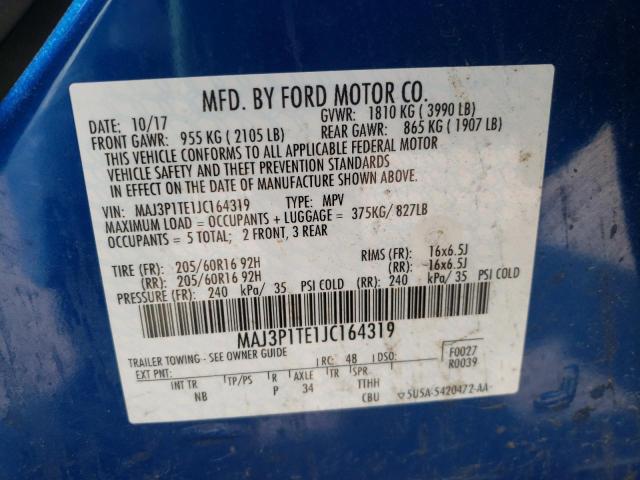 MFD. BY FORD MOTOR CO.
DATE: 10/17 GVWR: 1810 KG ( 3990 LB)
FRONT GAWR: 955 KG ( 2105 LB) REAR GAWR: 865 KG ( 1907 LB)
THIS VEHICLE CONFORMS TO ALL APPLICABLE FEDERAL MOTOR
VEHICLE SAFETY AND THEFT PREVENTION STANDARDS
IN EFFECT ON THE DATE OF MANUFACTURE SHOWN ABOVE.
VIN: MAJ3P1TE1JC164319 TYPE: MPV
MAXIMUM LOAD = OCCUPANTS + LUGGAGE = 375KG/ 827LB
OCCUPANTS = 5 TOTAL; 2 FRONT, 3 REAR
TIRE (FR): 205/60R16 92H RIMS (FR): 16x6.5J
(RR): 205/60R16 92H (RR): 16x6.5J
PRESSURE (FR): 240 kPa/ 35 PSI COLD (RR): 240 kPa/ 35 PSI COLD
MAJ3P1TE1JC164319
TRAILER TOWING - SEE OWNER GUIDE F0027
EXT PNT: RC: 48 DSO: R0039
INT TR TP/PS R AXLE TR SPR
NB P 34 TTHH
CBU ▽5U5A-5420472-AA